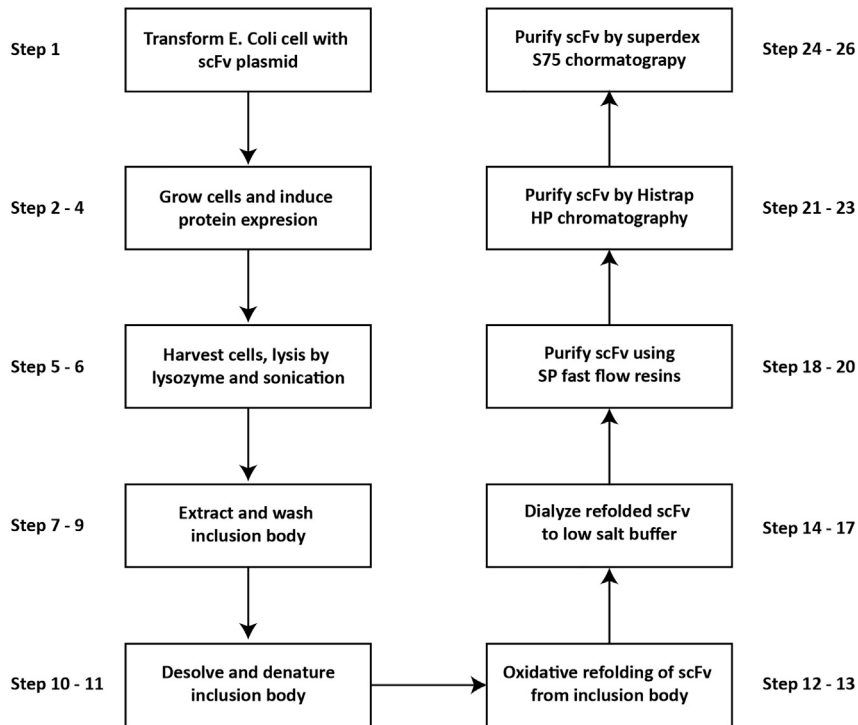 Step 1
Transform E. Coli cell with
scFv plasmid
Step 2 - 4
Grow cells and induce
protein expresion
Step 5 - 6
Harvest cells, lysis by
lysozyme and sonication
Step 7 - 9
Extract and wash
inclusion body
Step 10 - 11
Desolve and denature
inclusion body
Oxidative refolding of scFv
from inclusion body
Step 12 - 13
Dialyze refolded scFv
to low salt buffer
Step 14 - 17
Purify scFv using
SP fast flow resins
Step 18 - 20
Purify scFv by Histrap
HP chromatography
Step 21 - 23
Purify scFv by superdex
S75 chormatograpy
Step 24 - 26